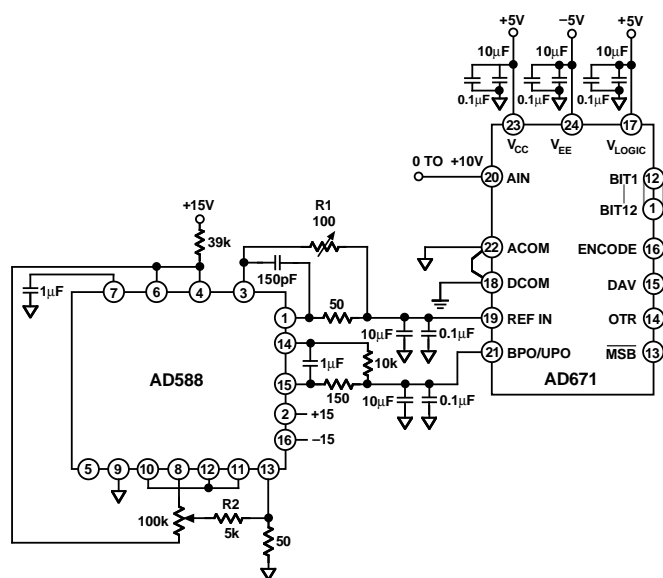 +5V
–5V
+5V
10µF
10µF
10µF
0.1µF
0.1µF
0.1µF
23
24
17
VCC
VEE
VLOGIC
0 TO +10V
20
AIN
BIT1
12
BIT12
1
22
ACOM
ENCODE
16
18
DCOM
DAV
15
19
REF IN
OTR
14
21
BPO/UPO
MSB
13
AD671
+15V
39k
R1
100
150pF
1µF
7
6
4
3
1
50
10µF
0.1µF
14
1µF
10k
15
150
10µF
0.1µF
AD588
2
+15
16
–15
5
9
10
8
12
11
13
100k
R2
5k
50